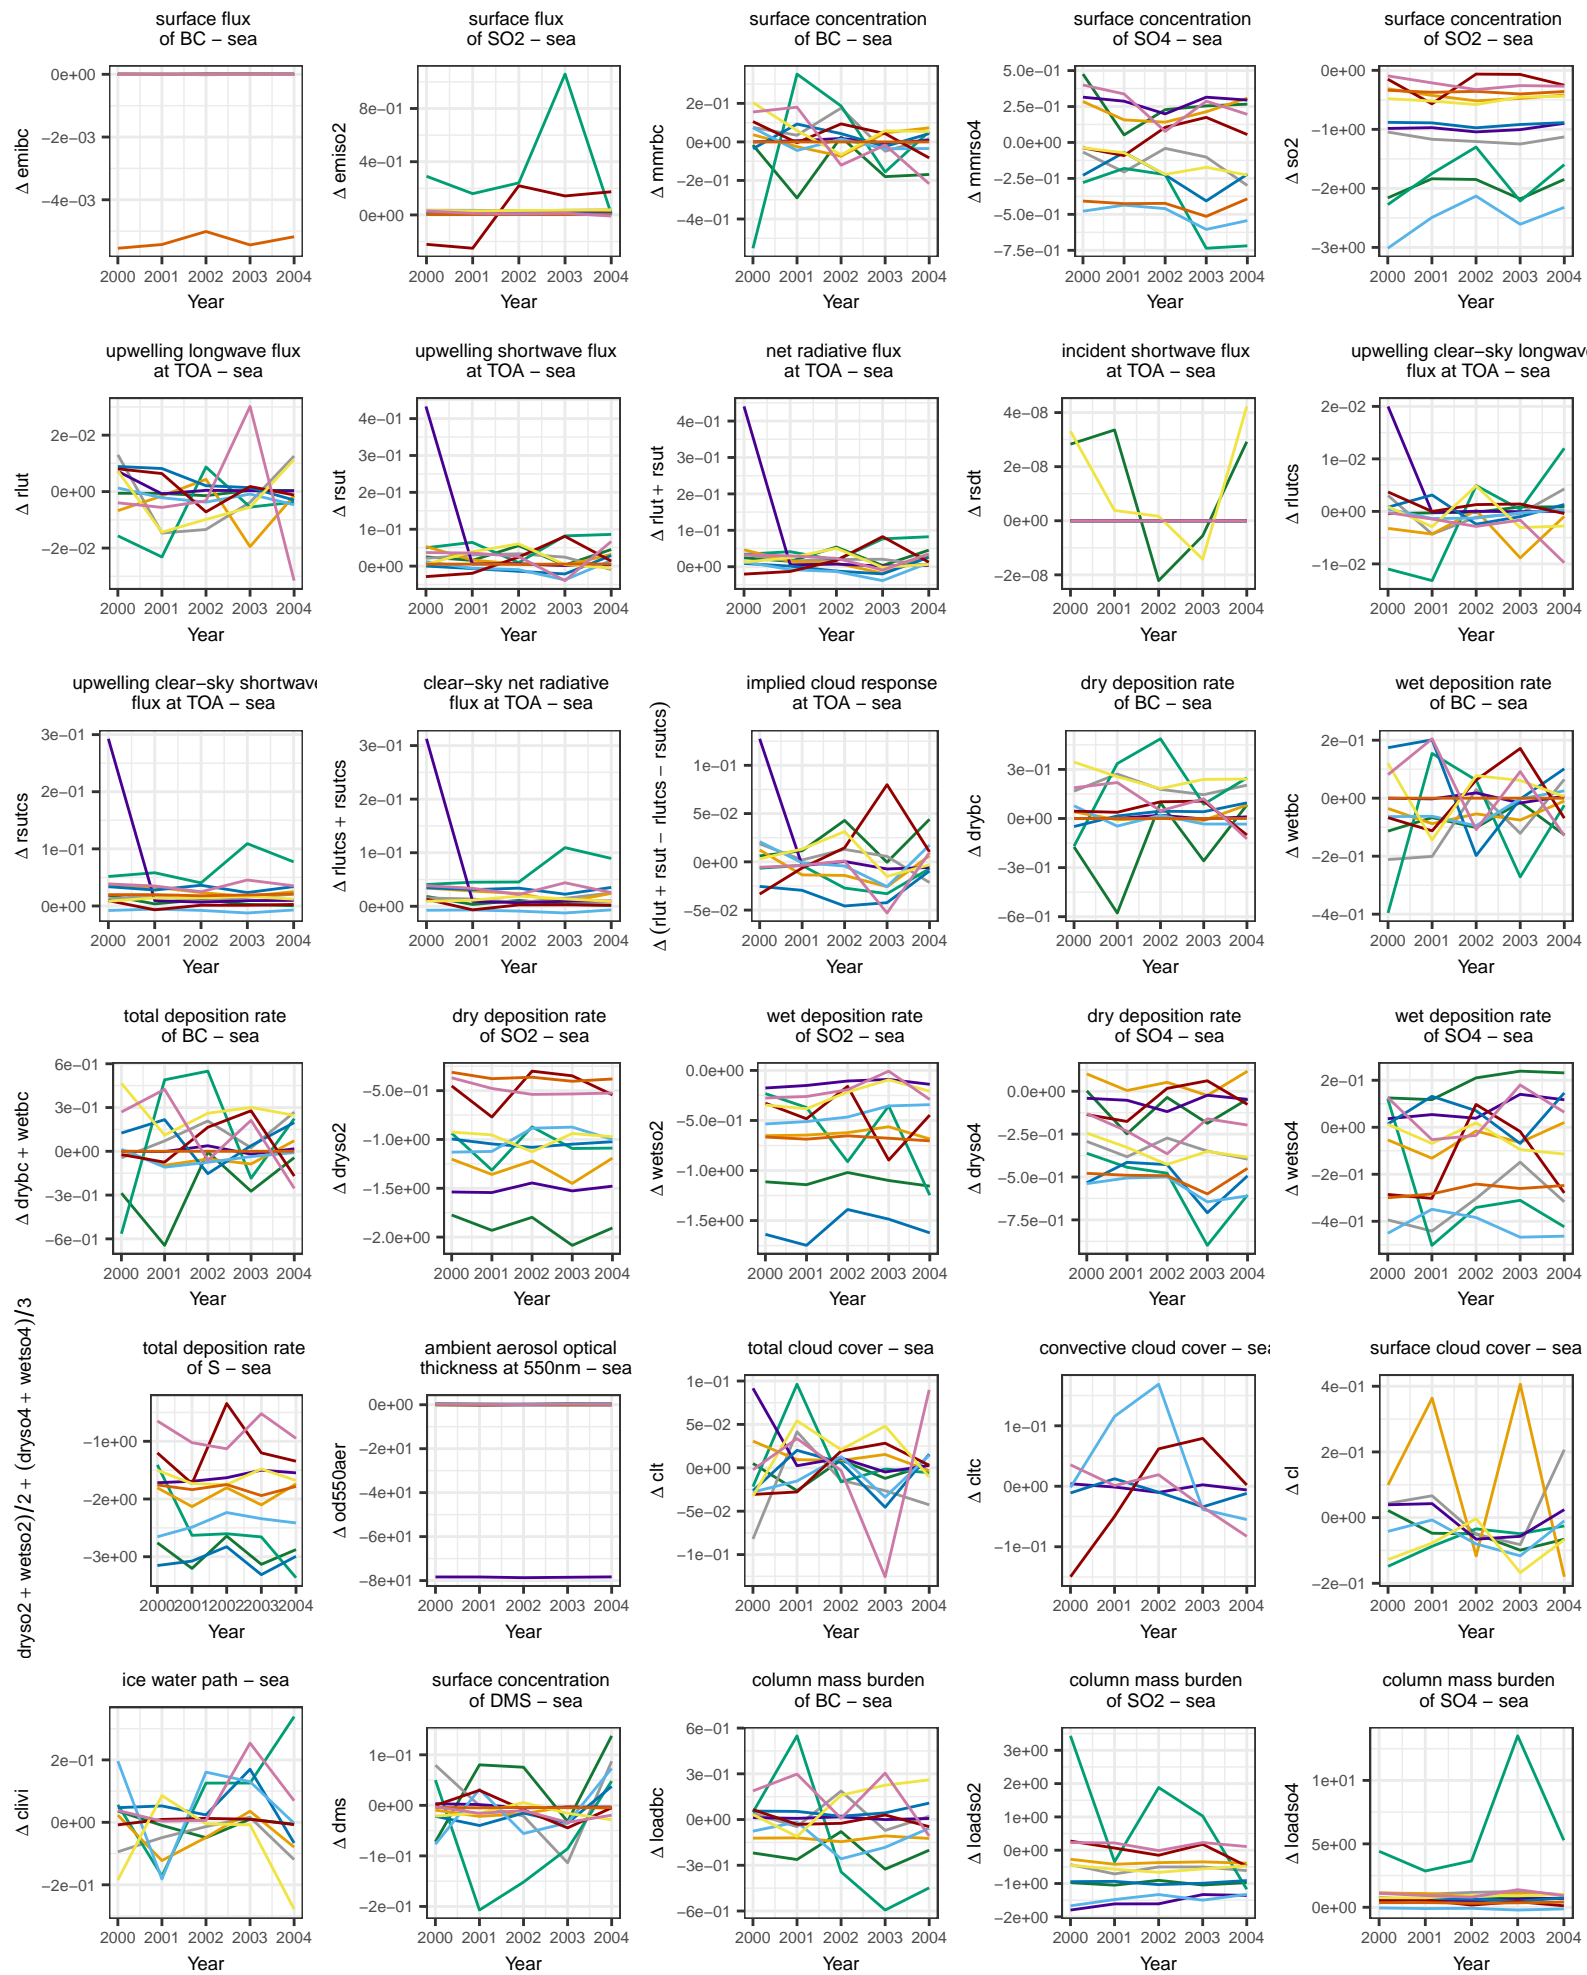 surface flux
of BC − sea
Δ emibc
0e+00
−2e−03
−4e−03
2000 2001 2002 2003 2004
Year
surface flux
of SO2 − sea
Δ emiso2
8e−01
4e−01
0e+00
2000 2001 2002 2003 2004
Year
surface concentration
of BC − sea
Δ mmrbc
2e−01
0e+00
−2e−01
−4e−01
2000 2001 2002 2003 2004
Year
surface concentration
of SO4 − sea
Δ mmrso4
5.0e−01
2.5e−01
0.0e+00
−2.5e−01
−5.0e−01
−7.5e−01
2000 2001 2002 2003 2004
Year
surface concentration
of SO2 − sea
Δ so2
0e+00
−1e+00
−2e+00
−3e+00
2000 2001 2002 2003 2004
Year
upwelling longwave flux
at TOA − sea
Δ rlut
2e−02
0e+00
−2e−02
2000 2001 2002 2003 2004
Year
upwelling shortwave flux
at TOA − sea
Δ rsut
4e−01
3e−01
2e−01
1e−01
0e+00
2000 2001 2002 2003 2004
Year
net radiative flux
at TOA − sea
Δ rlut + rsut
4e−01
3e−01
2e−01
1e−01
0e+00
2000 2001 2002 2003 2004
Year
incident shortwave flux
at TOA − sea
Δ rsdt
4e−08
2e−08
0e+00
−2e−08
2000 2001 2002 2003 2004
Year
upwelling clear−sky longwav
flux at TOA − sea
Δ rlutcs
2e−02
1e−02
0e+00
−1e−02
2000 2001 2002 2003 2004
Year
upwelling clear−sky shortwave
flux at TOA − sea
Δ rsutcs
3e−01
2e−01
1e−01
0e+00
2000 2001 2002 2003 2004
Year
clear−sky net radiative
flux at TOA − sea
Δ rlutcs + rsutcs
3e−01
2e−01
1e−01
0e+00
2000 2001 2002 2003 2004
Year
implied cloud response
at TOA − sea
Δ (rlut + rsut − rlutcs − rsutcs)
1e−01
5e−02
0e+00
−5e−02
2000 2001 2002 2003 2004
Year
dry deposition rate
of BC − sea
Δ drybc
3e−01
0e+00
−3e−01
−6e−01
2000 2001 2002 2003 2004
Year
wet deposition rate
of BC − sea
Δ wetbc
2e−01
0e+00
−2e−01
−4e−01
2000 2001 2002 2003 2004
Year
total deposition rate
of BC − sea
Δ drybc + wetbc
6e−01
3e−01
0e+00
−3e−01
−6e−01
2000 2001 2002 2003 2004
Year
dry deposition rate
of SO2 − sea
Δ dryso2
−5.0e−01
−1.0e+00
−1.5e+00
−2.0e+00
2000 2001 2002 2003 2004
Year
wet deposition rate
of SO2 − sea
Δ wetso2
0.0e+00
−5.0e−01
−1.0e+00
−1.5e+00
2000 2001 2002 2003 2004
Year
dry deposition rate
of SO4 − sea
Δ dryso4
0.0e+00
−2.5e−01
−5.0e−01
−7.5e−01
2000 2001 2002 2003 2004
Year
wet deposition rate
of SO4 − sea
Δ wetso4
2e−01
0e+00
−2e−01
−4e−01
2000 2001 2002 2003 2004
Year
total deposition rate
of S − sea
dryso2 + wetso2)/2 + (dryso4 + wetso4)/3
−1e+00
−2e+00
−3e+00
2000 2001 2002 2003 2004
Year
ambient aerosol optical
thickness at 550nm − sea
Δ od550aer
0e+00
−2e+01
−4e+01
−6e+01
−8e+01
2000 2001 2002 2003 2004
Year
total cloud cover − sea
Δ clt
1e−01
5e−02
0e+00
−5e−02
−1e−01
2000 2001 2002 2003 2004
Year
convective cloud cover − sea
Δ cltc
1e−01
0e+00
−1e−01
2000 2001 2002 2003 2004
Year
surface cloud cover − sea
Δ cl
4e−01
2e−01
0e+00
−2e−01
2000 2001 2002 2003 2004
Year
ice water path − sea
Δ clivi
2e−01
0e+00
−2e−01
2000 2001 2002 2003 2004
Year
surface concentration
of DMS − sea
Δ dms
1e−01
0e+00
−1e−01
−2e−01
2000 2001 2002 2003 2004
Year
column mass burden
of BC − sea
Δ loadbc
6e−01
3e−01
0e+00
−3e−01
−6e−01
2000 2001 2002 2003 2004
Year
column mass burden
of SO2 − sea
Δ loadso2
3e+00
2e+00
1e+00
0e+00
−1e+00
−2e+00
2000 2001 2002 2003 2004
Year
column mass burden
of SO4 − sea
Δ loadso4
1e+01
5e+00
0e+00
2000 2001 2002 2003 2004
Year